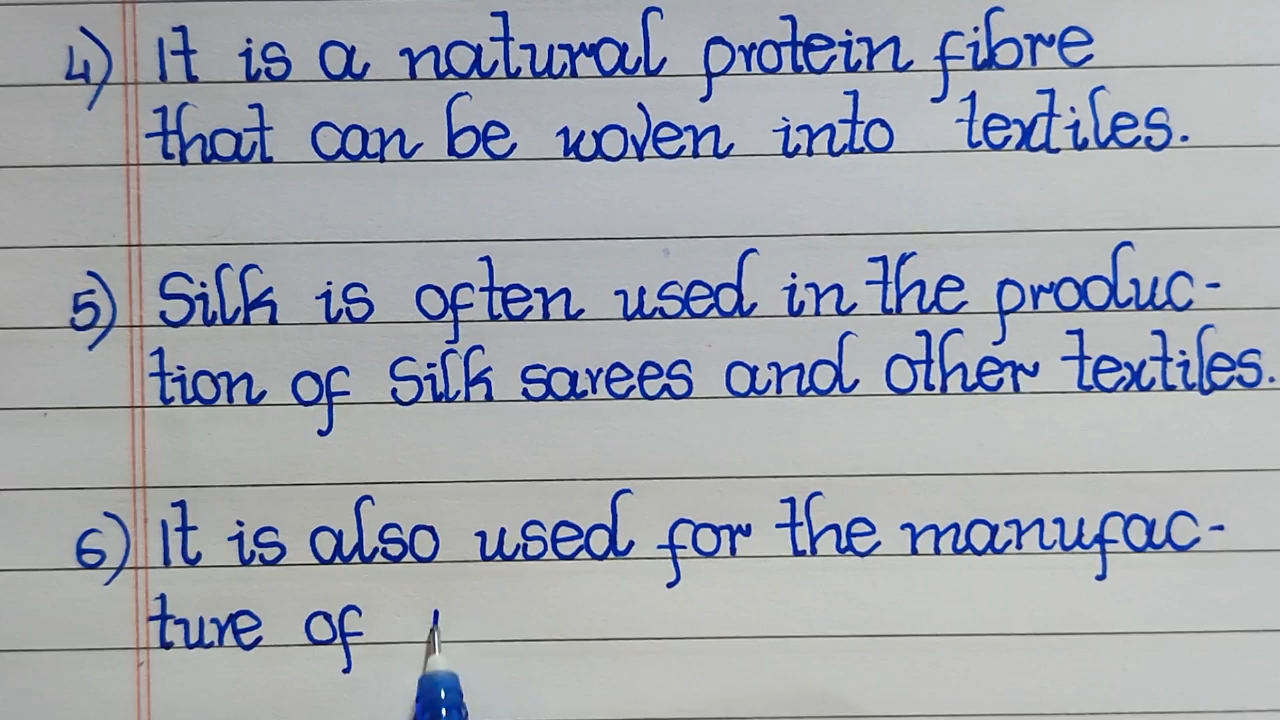 4) It is a natural protein fibre
that can be woven into textiles.
5) Silk is often used in the produc-
tion of silk sarees and other textiles.
6) It is also used for the manufac-
ture of